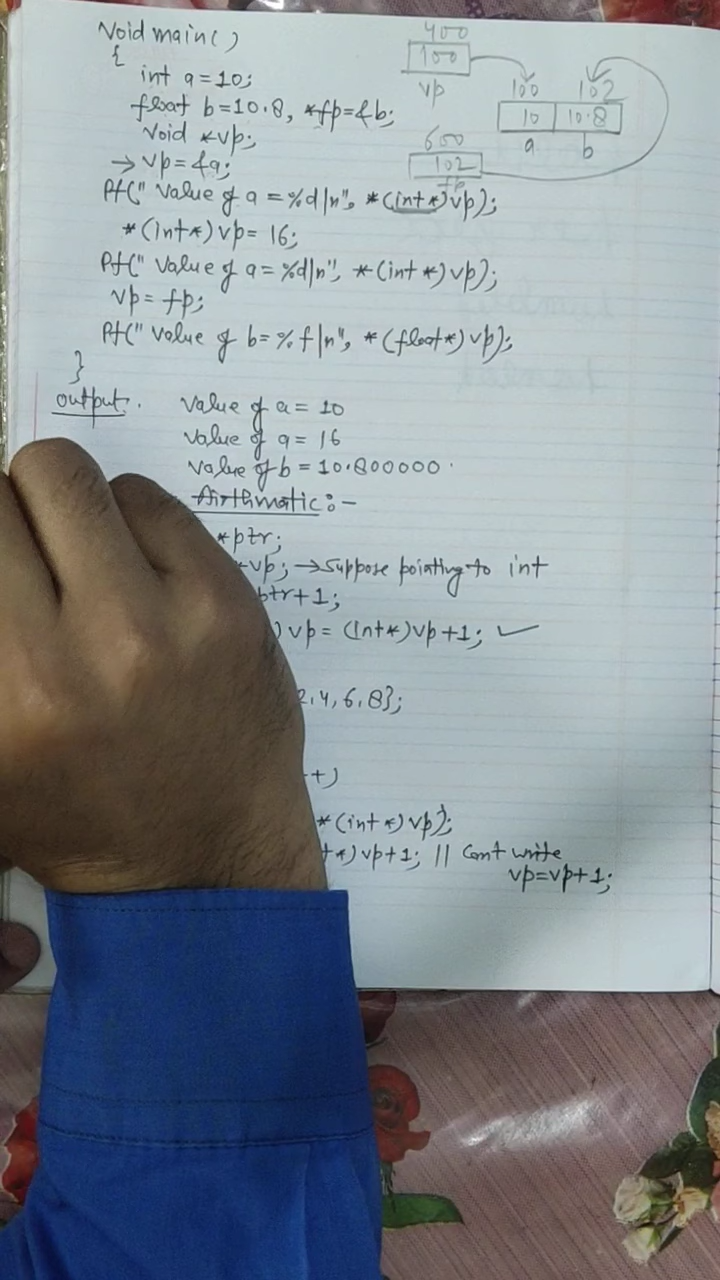 Void main()
{
int a=10;
float b=10.8, *fp=&b;
Void *vp;
→ vp=&a;
Pf(" Value of a = %d\n", *(int *)vp);
*(int*) vp= 16;
Pf(" Value of a= %d\n", *(int *)vp);
vp= fp;
Pf(" Value of b= %f\n", *(float*) vp);
}
400
100
vp
100 102
10 10.8
a b
600
102
fp
output. Value of a= 10
Value of a= 16
Value of b = 10.800000.
Airthmatic:-
*ptr;
*vp; → Suppose pointing to int
ptr+1;
) vp= (int*)vp+1; ✓
2,4,6,8};
++)
*(int *) vp);
t*) vp+1; || Can't write
vp=vp+1;